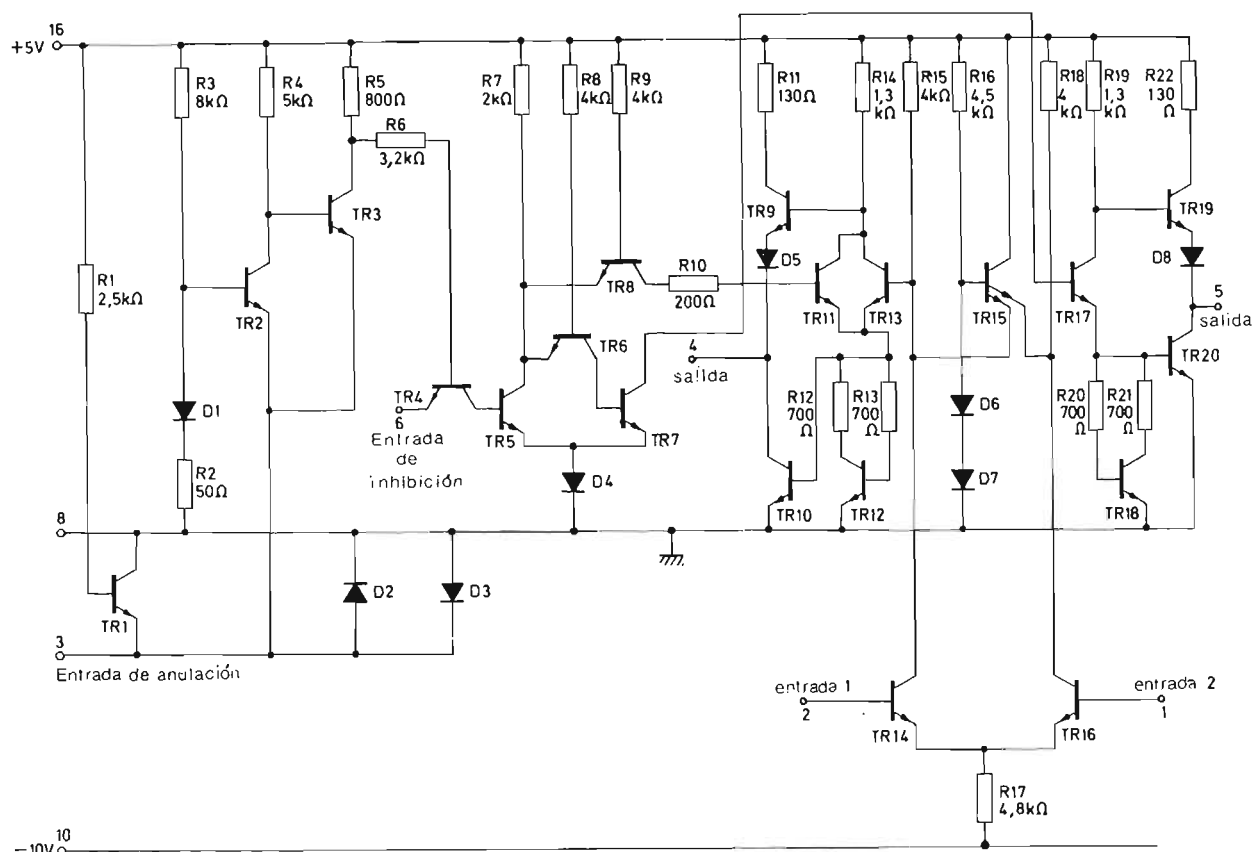 16
+5V
R3
8kΩ
R4
5kΩ
R5
800Ω
R6
3,2kΩ
R7
2kΩ
R8
4kΩ
R9
4kΩ
R11
130Ω
R14
1,3
kΩ
R15
4kΩ
R16
4,5
kΩ
R18
4
kΩ
R19
1,3
kΩ
R22
130
Ω
TR3
TR9
TR19
R1
2,5kΩ
TR2
TR8
R10
200Ω
D5
TR11
TR13
TR15
TR17
D8
5
salida
TR6
4
salida
TR20
D1
TR4
6
Entrada
de
inhibición
TR5
TR7
R12
700
Ω
R13
700
Ω
D6
R20
700
Ω
R21
700
Ω
R2
50Ω
D4
TR10
TR12
D7
TR18
8
TR1
D2
D3
3
Entrada de anulación
entrada 1
2
TR14
TR16
entrada 2
1
R17
4,8kΩ
10
−10V